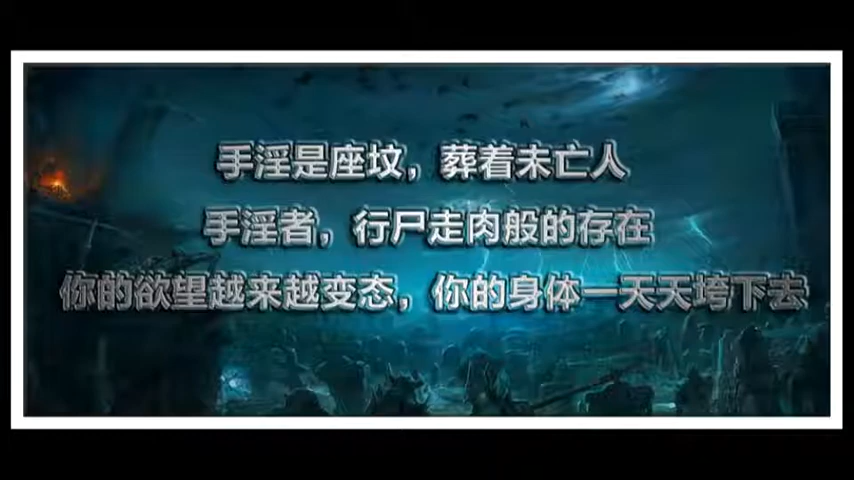 手淫是座坟，葬着未亡人
手淫者，行尸走肉般的存在
你的欲望越来越变态，你的身体一天天垮下去